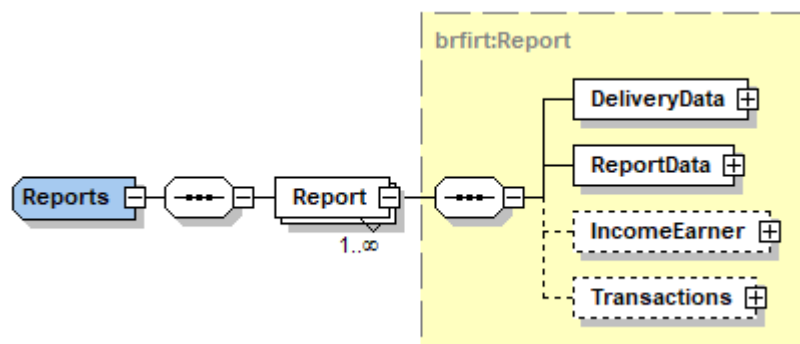 brfirt:Report
DeliveryData
ReportData
Reports
Report
1..∞
IncomeEarner
Transactions